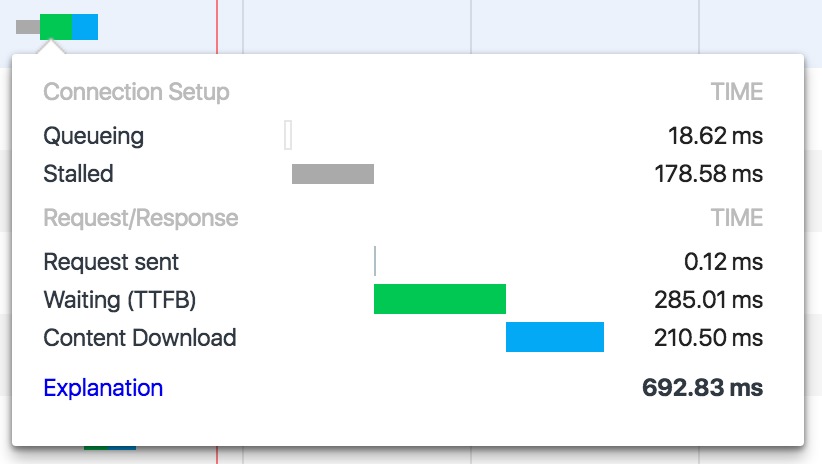 Connection Setup TIME
Queueing 18.62 ms
Stalled 178.58 ms
Request/Response TIME
Request sent 0.12 ms
Waiting (TTFB) 285.01 ms
Content Download 210.50 ms
Explanation 692.83 ms